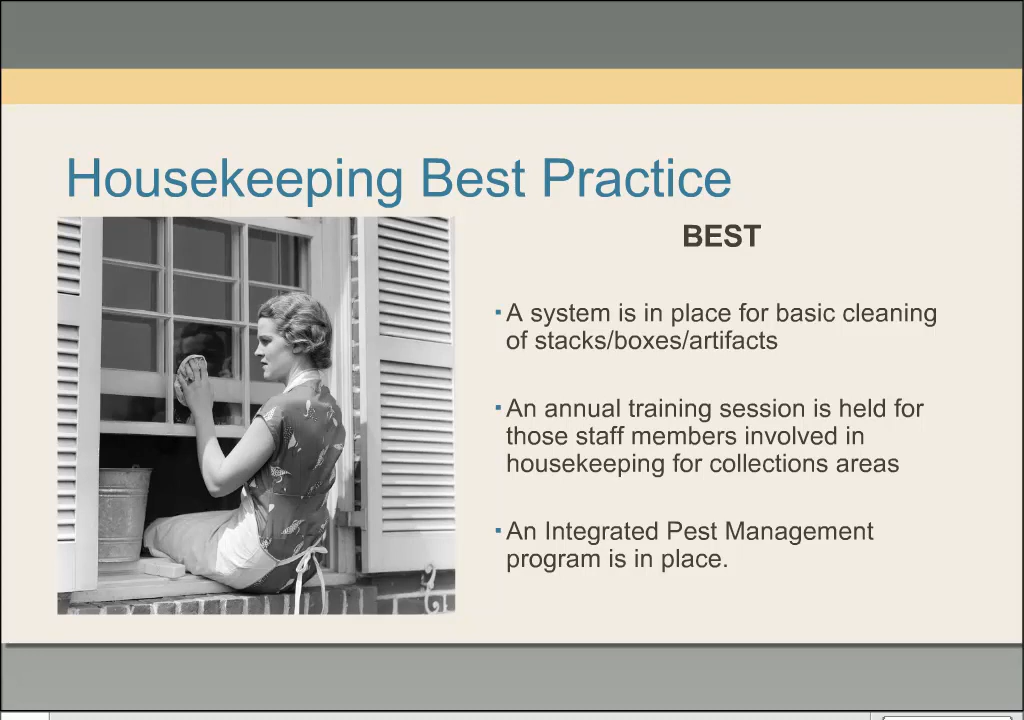 Housekeeping Best Practice
BEST
▪A system is in place for basic cleaning
of stacks/boxes/artifacts
▪An annual training session is held for
those staff members involved in
housekeeping for collections areas
▪An Integrated Pest Management
program is in place.